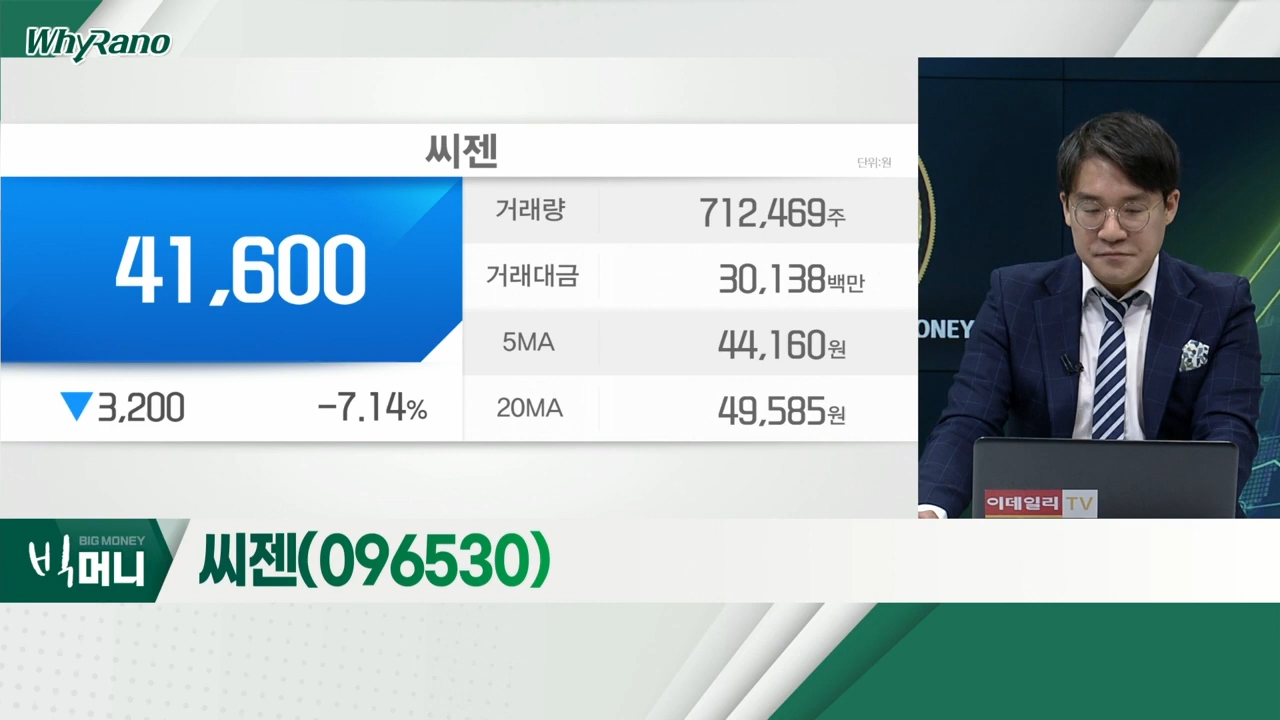 WhyRano
씨젠
단위:원
41,600
▼3,200 -7.14%
거래량 712,469주
거래대금 30,138백만
5MA 44,160원
20MA 49,585원
ONEY
이데일리 TV
BIG MONEY
빅머니
씨젠(096530)